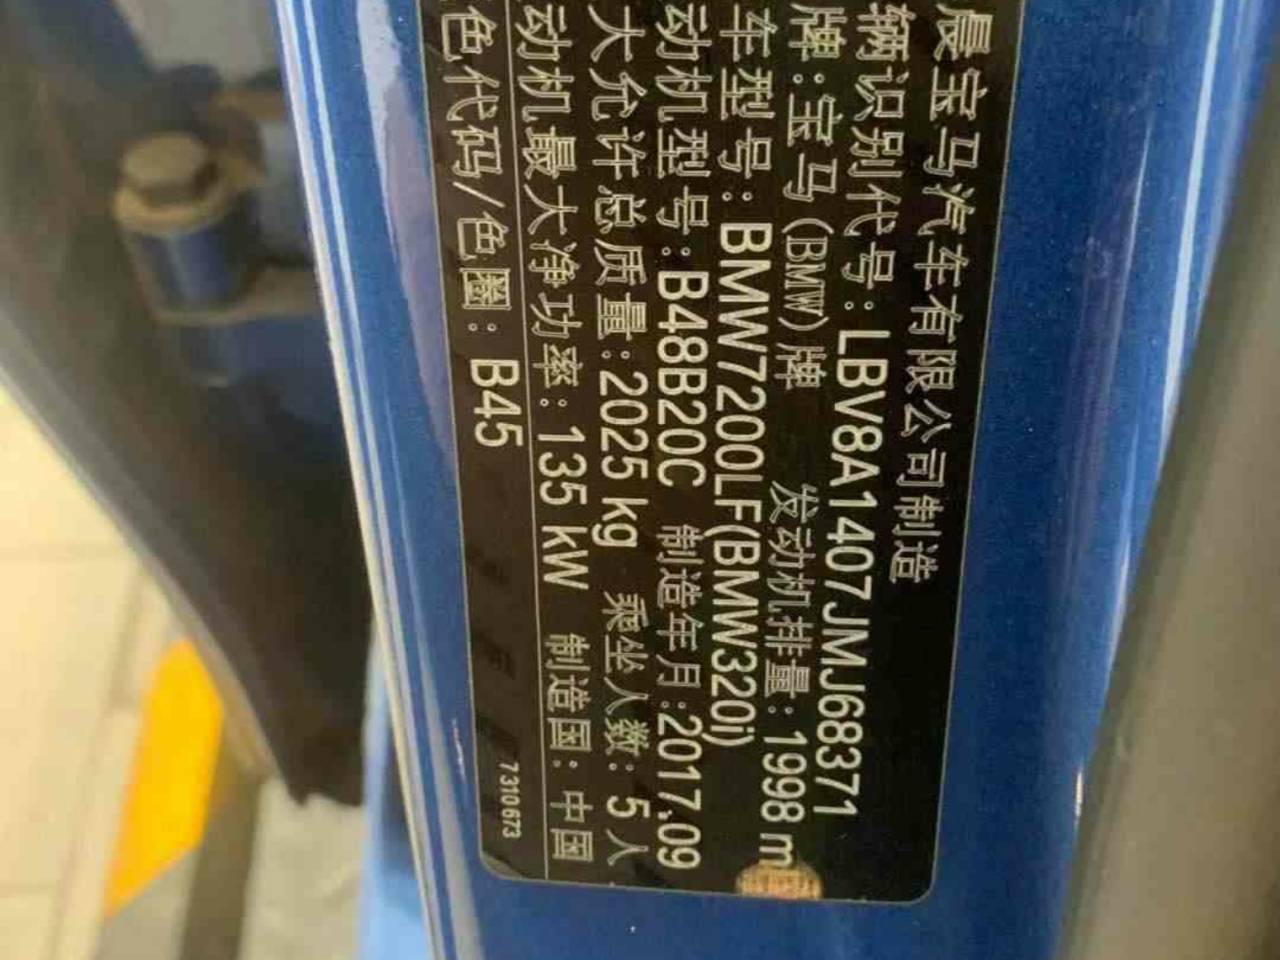 晨宝马汽车有限公司制造
辆识别代号:LBV8A1407JMJ68371
牌:宝马(BMW)牌 发动机排量:1998 m
车型号:BMW7200LF(BMW320i)
动机型号:B48B20C 制造年月:2017.09
大允许总质量:2025 kg 乘坐人数:5人
动机最大净功率:135 kW 制造国:中国
色代码/色圈:B45
7310673